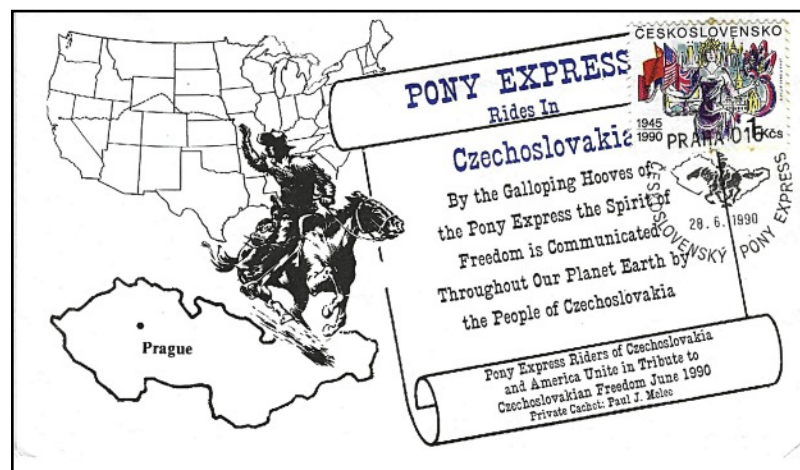 PONY EXPRESS
Rides In
Czechoslovakia
By the Galloping Hooves of
the Pony Express the Spirit of
Freedom is Communicated
Throughout Our Planet Earth by
the People of Czechoslovakia
Pony Express Riders of Czechoslovakia
and America Unite in Tribute to
Czechoslovakian Freedom June 1990
Private Cachet: Paul J. Melee
Prague
ČESKOSLOVENSKO
1945
1990
1 Kčs
PRAHA 016
28.6.1990
ČESKOSLOVENSKÝ PONY EXPRESS